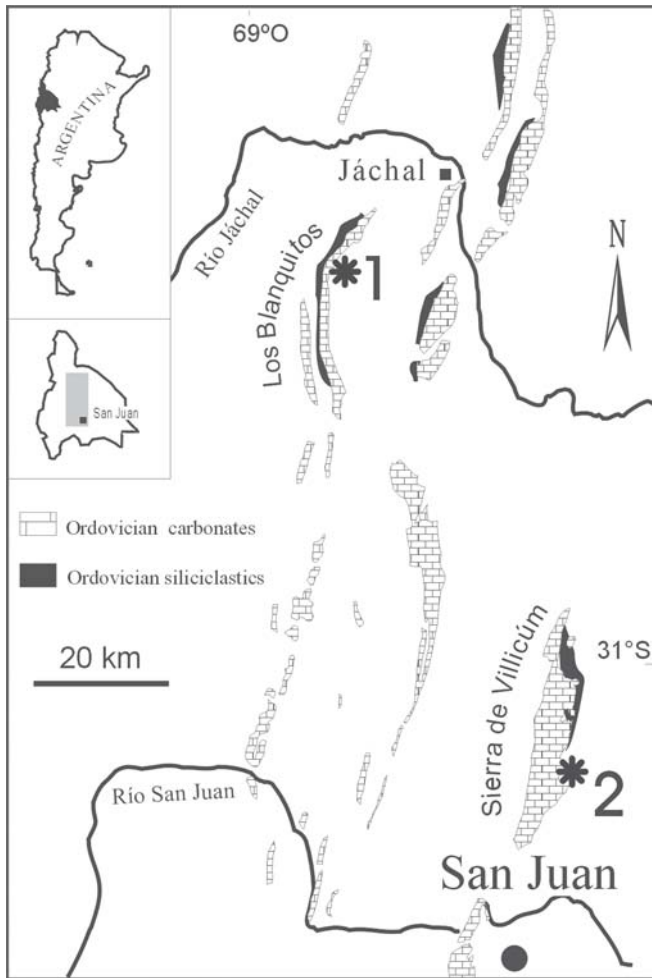 69ºO
ARGENTINA
Jáchal
Río Jáchal
N
Los Blanquitos
1
San Juan
Ordovician carbonates
Ordovician siliciclastics
20 km
31°S
Sierra de Villicúm
2
Río San Juan
San Juan